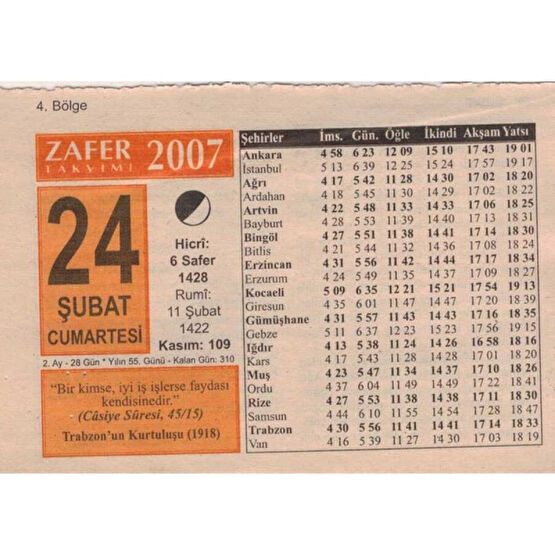 4. Bölge
ZAFER
TAKVİMİ
2007
24
ŞUBAT
CUMARTESİ
Hicrî:
6 Safer
1428
Rumî:
11 Şubat
1422
Kasım: 109
2. Ay - 28 Gün * Yılın 55. Günü - Kalan Gün: 310
"Bir kimse, iyi iş işlerse faydası
kendisinedir."
(Câsiye Sûresi, 45/15)
Trabzon'un Kurtuluşu (1918)
Şehirler İms. Gün. Öğle İkindi Akşam Yatsı
Ankara 4 58 6 23 12 09 15 10 17 43 19 01
İstanbul 5 13 6 39 12 25 15 24 17 57 19 17
Ağrı 4 17 5 42 11 28 14 30 17 02 18 20
Ardahan 4 18 5 45 11 30 14 29 17 02 18 22
Artvin 4 22 5 48 11 33 14 33 17 06 18 25
Bayburt 4 28 5 53 11 39 14 40 17 13 18 31
Bingöl 4 27 5 51 11 38 14 41 17 14 18 30
Bitlis 4 21 5 44 11 32 14 36 17 08 18 24
Erzincan 4 31 5 56 11 42 14 44 17 17 18 34
Erzurum 4 24 5 49 11 35 14 37 17 09 18 27
Kocaeli 5 09 6 35 12 21 15 21 17 54 19 13
Giresun 4 35 6 01 11 47 14 47 17 20 18 39
Gümüşhane 4 31 5 57 11 43 14 43 17 16 18 35
Gebze 5 11 6 37 12 23 15 23 17 56 19 15
Iğdır 4 13 5 38 11 24 14 26 16 58 18 16
Kars 4 17 5 43 11 28 14 28 17 01 18 20
Muş 4 23 5 47 11 34 14 37 17 10 18 26
Ordu 4 37 6 04 11 49 14 49 17 22 18 41
Rize 4 27 5 53 11 38 14 38 17 11 18 30
Samsun 4 44 6 10 11 55 14 54 17 28 18 47
Trabzon 4 30 5 56 11 41 14 41 17 14 18 33
Van 4 16 5 39 11 27 14 30 17 03 18 19